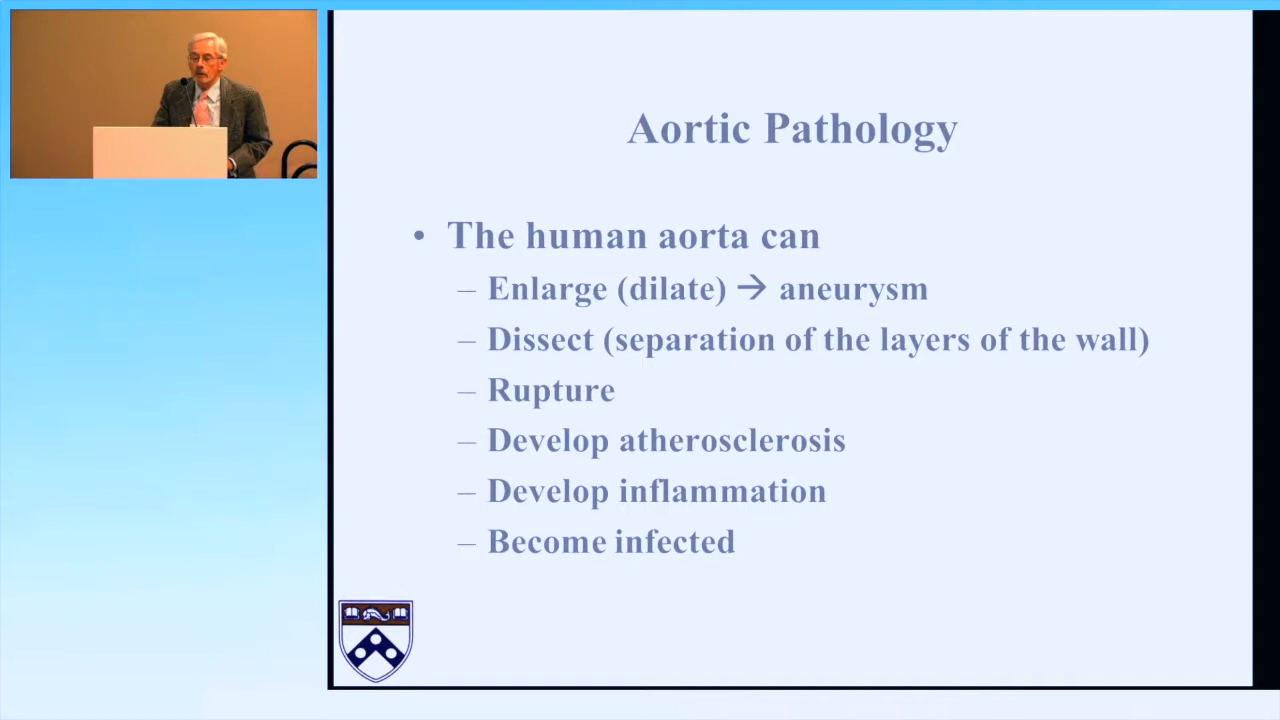 Aortic Pathology
• The human aorta can
– Enlarge (dilate) → aneurysm
– Dissect (separation of the layers of the wall)
– Rupture
– Develop atherosclerosis
– Develop inflammation
– Become infected